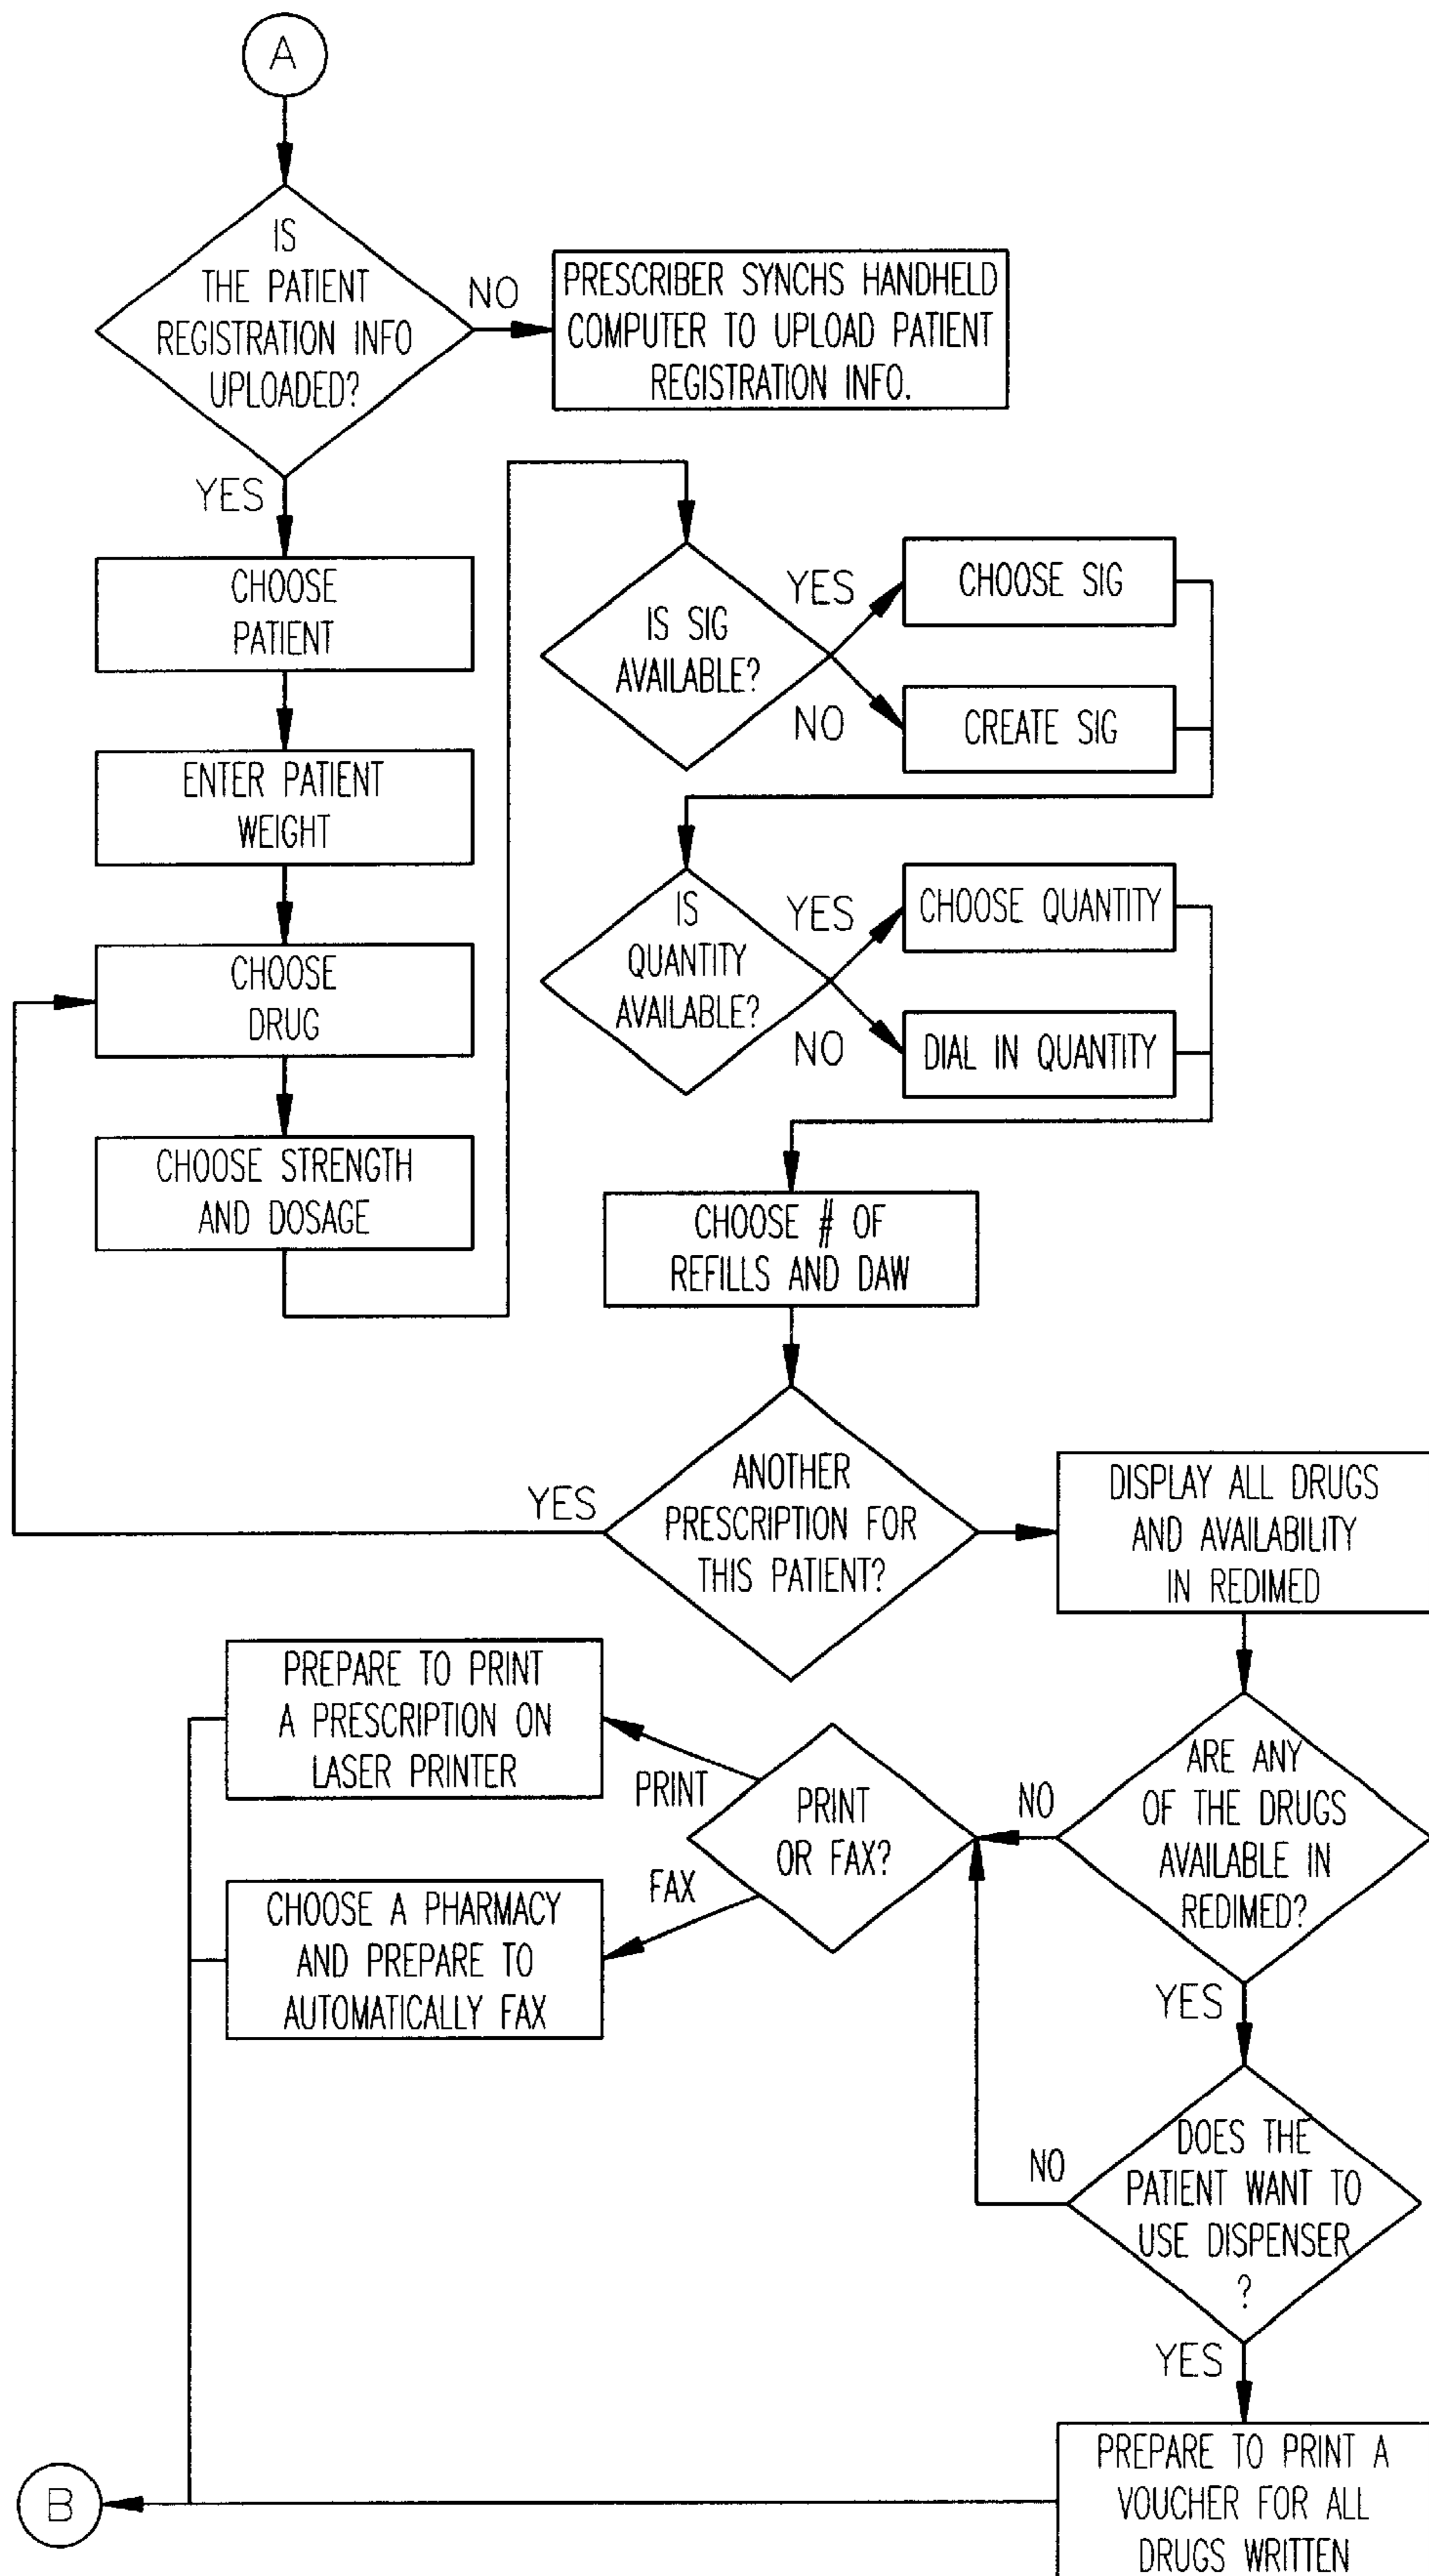 A
IS
THE PATIENT
REGISTRATION INFO
UPLOADED?
NO
PRESCRIBER SYNCHS HANDHELD
COMPUTER TO UPLOAD PATIENT
REGISTRATION INFO.
YES
CHOOSE
PATIENT
ENTER PATIENT
WEIGHT
CHOOSE
DRUG
CHOOSE STRENGTH
AND DOSAGE
IS SIG
AVAILABLE?
YES
CHOOSE SIG
NO
CREATE SIG
IS
QUANTITY
AVAILABLE?
YES
CHOOSE QUANTITY
NO
DIAL IN QUANTITY
CHOOSE # OF
REFILLS AND DAW
ANOTHER
PRESCRIPTION FOR
THIS PATIENT?
YES
DISPLAY ALL DRUGS
AND AVAILABILITY
IN REDIMED
ARE ANY
OF THE DRUGS
AVAILABLE IN
REDIMED?
NO
PRINT
OR FAX?
PRINT
PREPARE TO PRINT
A PRESCRIPTION ON
LASER PRINTER
FAX
CHOOSE A PHARMACY
AND PREPARE TO
AUTOMATICALLY FAX
YES
DOES THE
PATIENT WANT TO
USE DISPENSER
?
NO
YES
PREPARE TO PRINT A
VOUCHER FOR ALL
DRUGS WRITTEN
B